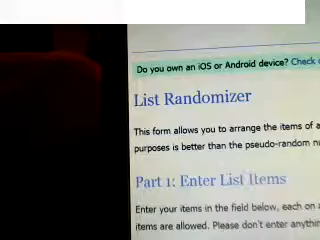 Do you own an iOS or Android device? Check
List Randomizer
This form allows you to arrange the items of a
purposes is better than the pseudo-random
Part 1: Enter List Items
Enter your items in the field below, each on
items are allowed. Please don't enter